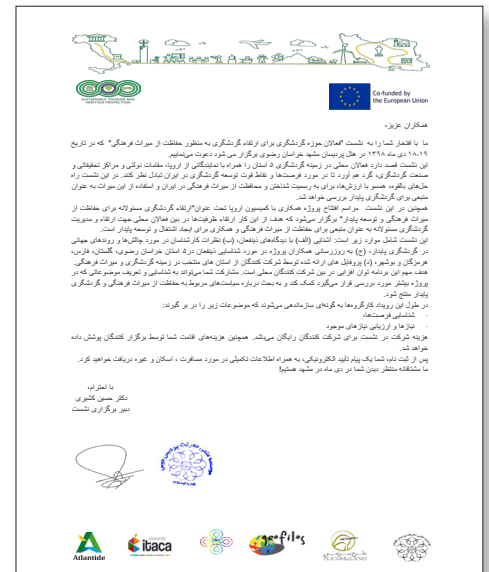 SUSTAINABLE TOURISM AND
HERITAGE PROTECTION
Co-funded by
the European Union
همکاران عزیز،
ما با افتخار شما را به نشست "فعالان حوزه گردشگری برای ارتقاء گردشگری به منظور حفاظت از میراث فرهنگی" که در تاریخ
۱۸-۱۹ دی ماه ۱۳۹۸ در هتل پردیسان مشهد خراسان رضوی برگزار می شود دعوت می‌نماییم.
این نشست قصد دارد فعالان محلی در زمینه گردشگری ۵ استان را همراه با نمایندگانی از اروپا، مقامات دولتی و مراکز تحقیقاتی و
صنعت گردشگری، گرد هم آورد تا در مورد فرصت‌ها و نقاط قوت توسعه گردشگری در ایران تبادل نظر کنند. در این نشست راه
حل‌های بالقوه، همسو با ارزش‌ها، برای به رسمیت شناختن و محافظت از میراث فرهنگی در ایران و استفاده از این میراث به عنوان
منبعی برای گردشگری پایدار بررسی خواهد شد.
همچنین در این نشست مراسم افتتاح پروژه همکاری با کمیسیون اروپا تحت عنوان"ارتقاء گردشگری مسئولانه برای حفاظت از
میراث فرهنگی و توسعه پایدار" برگزار می‌شود که هدف از این کار ارتقاء ظرفیت‌ها در بین فعالان محلی جهت ارتقاء و مدیریت
گردشگری مسئولانه به عنوان منبعی برای حفاظت از میراث فرهنگی و همکاری برای ایجاد اشتغال و توسعه پایدار است.
این نشست شامل موارد زیر است: آشنایی (الف) با دیدگاه‌های ذینفعان، (ب) نظرات کارشناسان در مورد چالش‌ها و روندهای جهانی
در گردشگری پایدار، (ج) به روزرسانی همکاران پروژه در مورد شناسایی ذینفعان در۵ استان خراسان رضوی، گلستان، فارس،
هرمزگان و بوشهر، (د) پروفایل های ارائه شده توسط شرکت کنندگان از استان های منتخب در زمینه گردشگری و میراث فرهنگی.
هدف مهم این برنامه توان افزایی در بین شرکت کنندگان محلی است. مشارکت شما می‌تواند به شناسایی و تعریف موضوعاتی که در
پروژه بیشتر مورد بررسی قرار می‌گیرد کمک کند و به بحث درباره سیاست‌های مربوط به حفاظت از میراث فرهنگی و گردشگری
پایدار منتج شود.
در طول این رویداد کارگروه‌ها به گونه‌ای سازماندهی می‌شوند که موضوعات زیر را در بر گیرند:
· شناسایی فرصت‌ها،
· نیازها و ارزیابی نیازهای موجود
هزینه شرکت در نشست برای شرکت کنندگان رایگان می‌باشد. همچنین هزینه‌های اقامت شما توسط برگزار کنندگان پوشش داده
خواهد شد.
پس از ثبت نام، شما یک پیام تأیید الکترونیکی، به همراه اطلاعات تکمیلی در مورد مسافرت ، اسکان و غیره دریافت خواهید کرد.
ما مشتاقانه منتظر دیدن شما در دی ماه در مشهد هستیم!
با احترام،
دکتر حسین کشیری
دبیر برگزاری نشست
Atlantide
itaca
geofiles
PLAN for the LAND